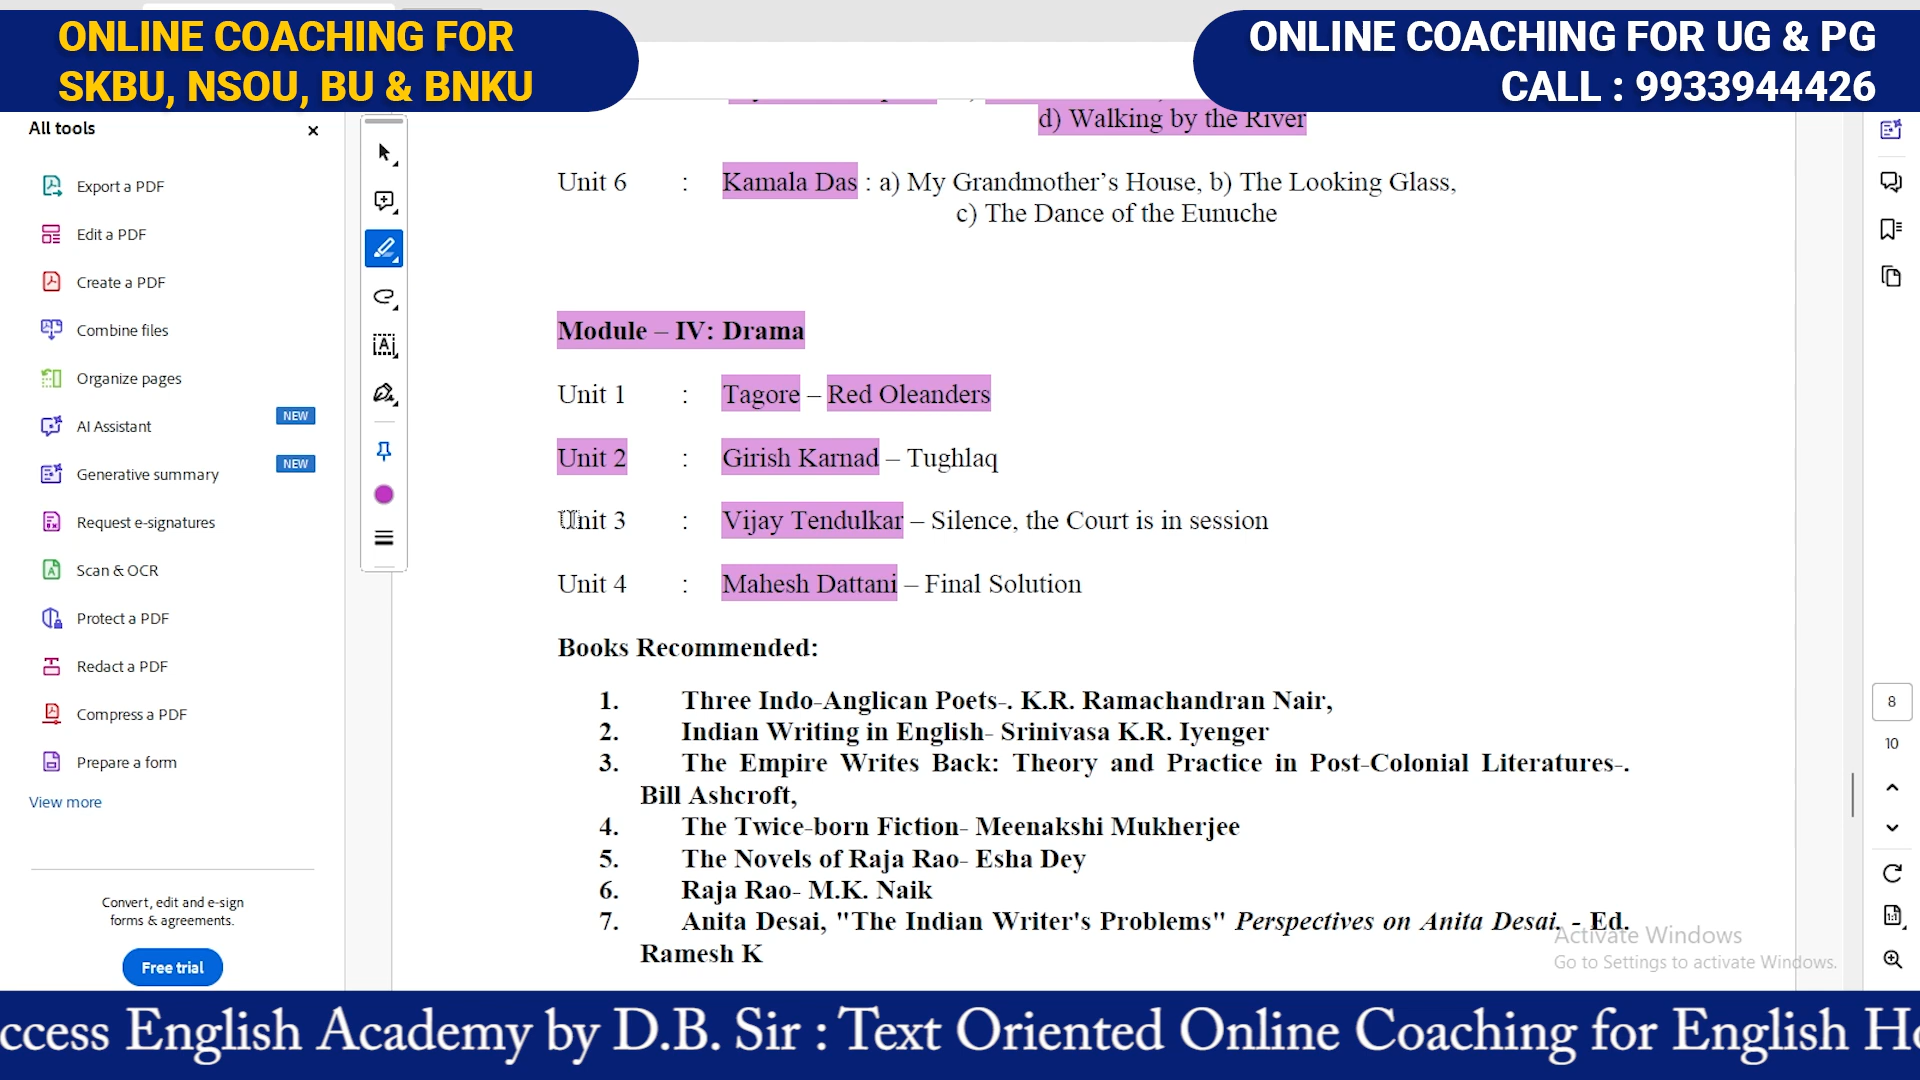 ONLINE COACHING FOR
SKBU, NSOU, BU & BNKU
ONLINE COACHING FOR UG & PG
CALL : 9933944426
All tools
Export a PDF
Edit a PDF
Create a PDF
Combine files
Organize pages
AI Assistant NEW
Generative summary NEW
Request e-signatures
Scan & OCR
Protect a PDF
Redact a PDF
Compress a PDF
Prepare a form
View more
Convert, edit and e-sign
forms & agreements.
Free trial
d) Walking by the River
Unit 6 : Kamala Das : a) My Grandmother’s House, b) The Looking Glass,
c) The Dance of the Eunuche
Module – IV: Drama
Unit 1 : Tagore – Red Oleanders
Unit 2 : Girish Karnad – Tughlaq
Unit 3 : Vijay Tendulkar – Silence, the Court is in session
Unit 4 : Mahesh Dattani – Final Solution
Books Recommended:
1. Three Indo-Anglican Poets-. K.R. Ramachandran Nair,
2. Indian Writing in English- Srinivasa K.R. Iyenger
3. The Empire Writes Back: Theory and Practice in Post-Colonial Literatures-.
Bill Ashcroft,
4. The Twice-born Fiction- Meenakshi Mukherjee
5. The Novels of Raja Rao- Esha Dey
6. Raja Rao- M.K. Naik
7. Anita Desai, "The Indian Writer's Problems" Perspectives on Anita Desai. - Ed.
Ramesh K
8
10
Activate Windows
Go to Settings to activate Windows.
ccess English Academy by D.B. Sir : Text Oriented Online Coaching for English H